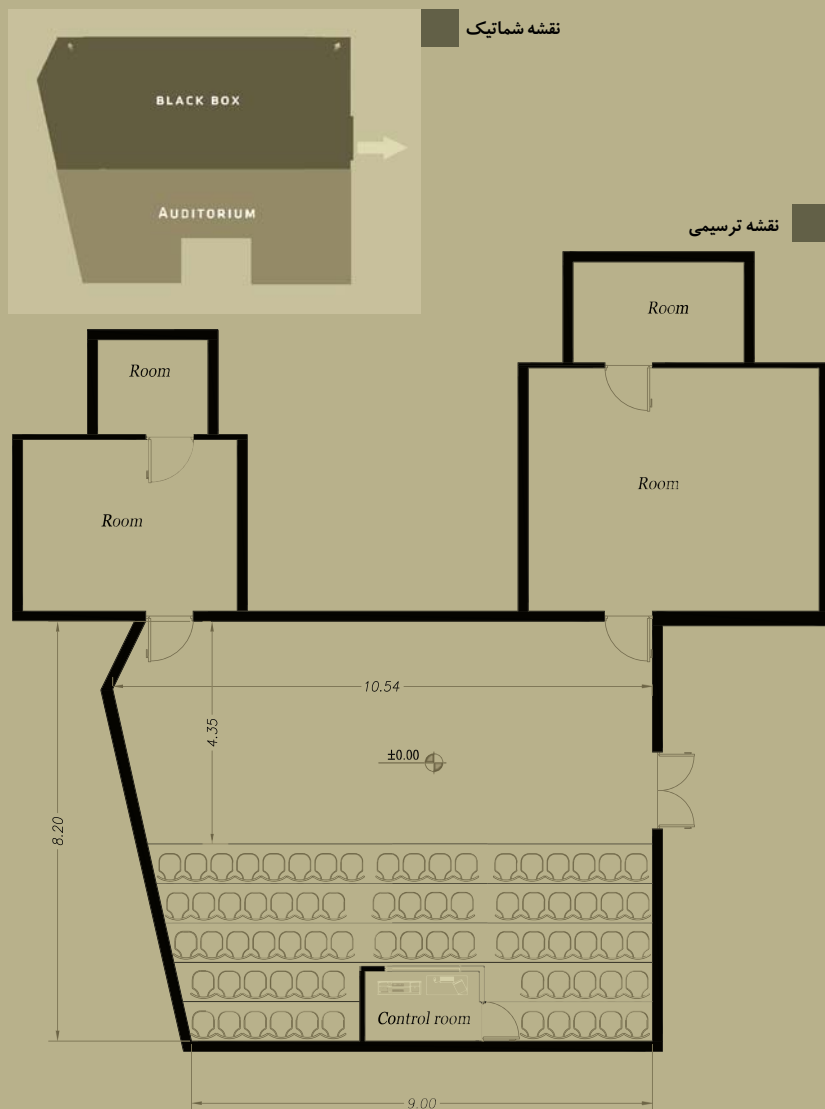 نقشه شماتیک
BLACK BOX
AUDITORIUM
نقشه ترسیمی
Room
Room
Room
Room
10.54
4.35
±0.00
8.20
Control room
9.00